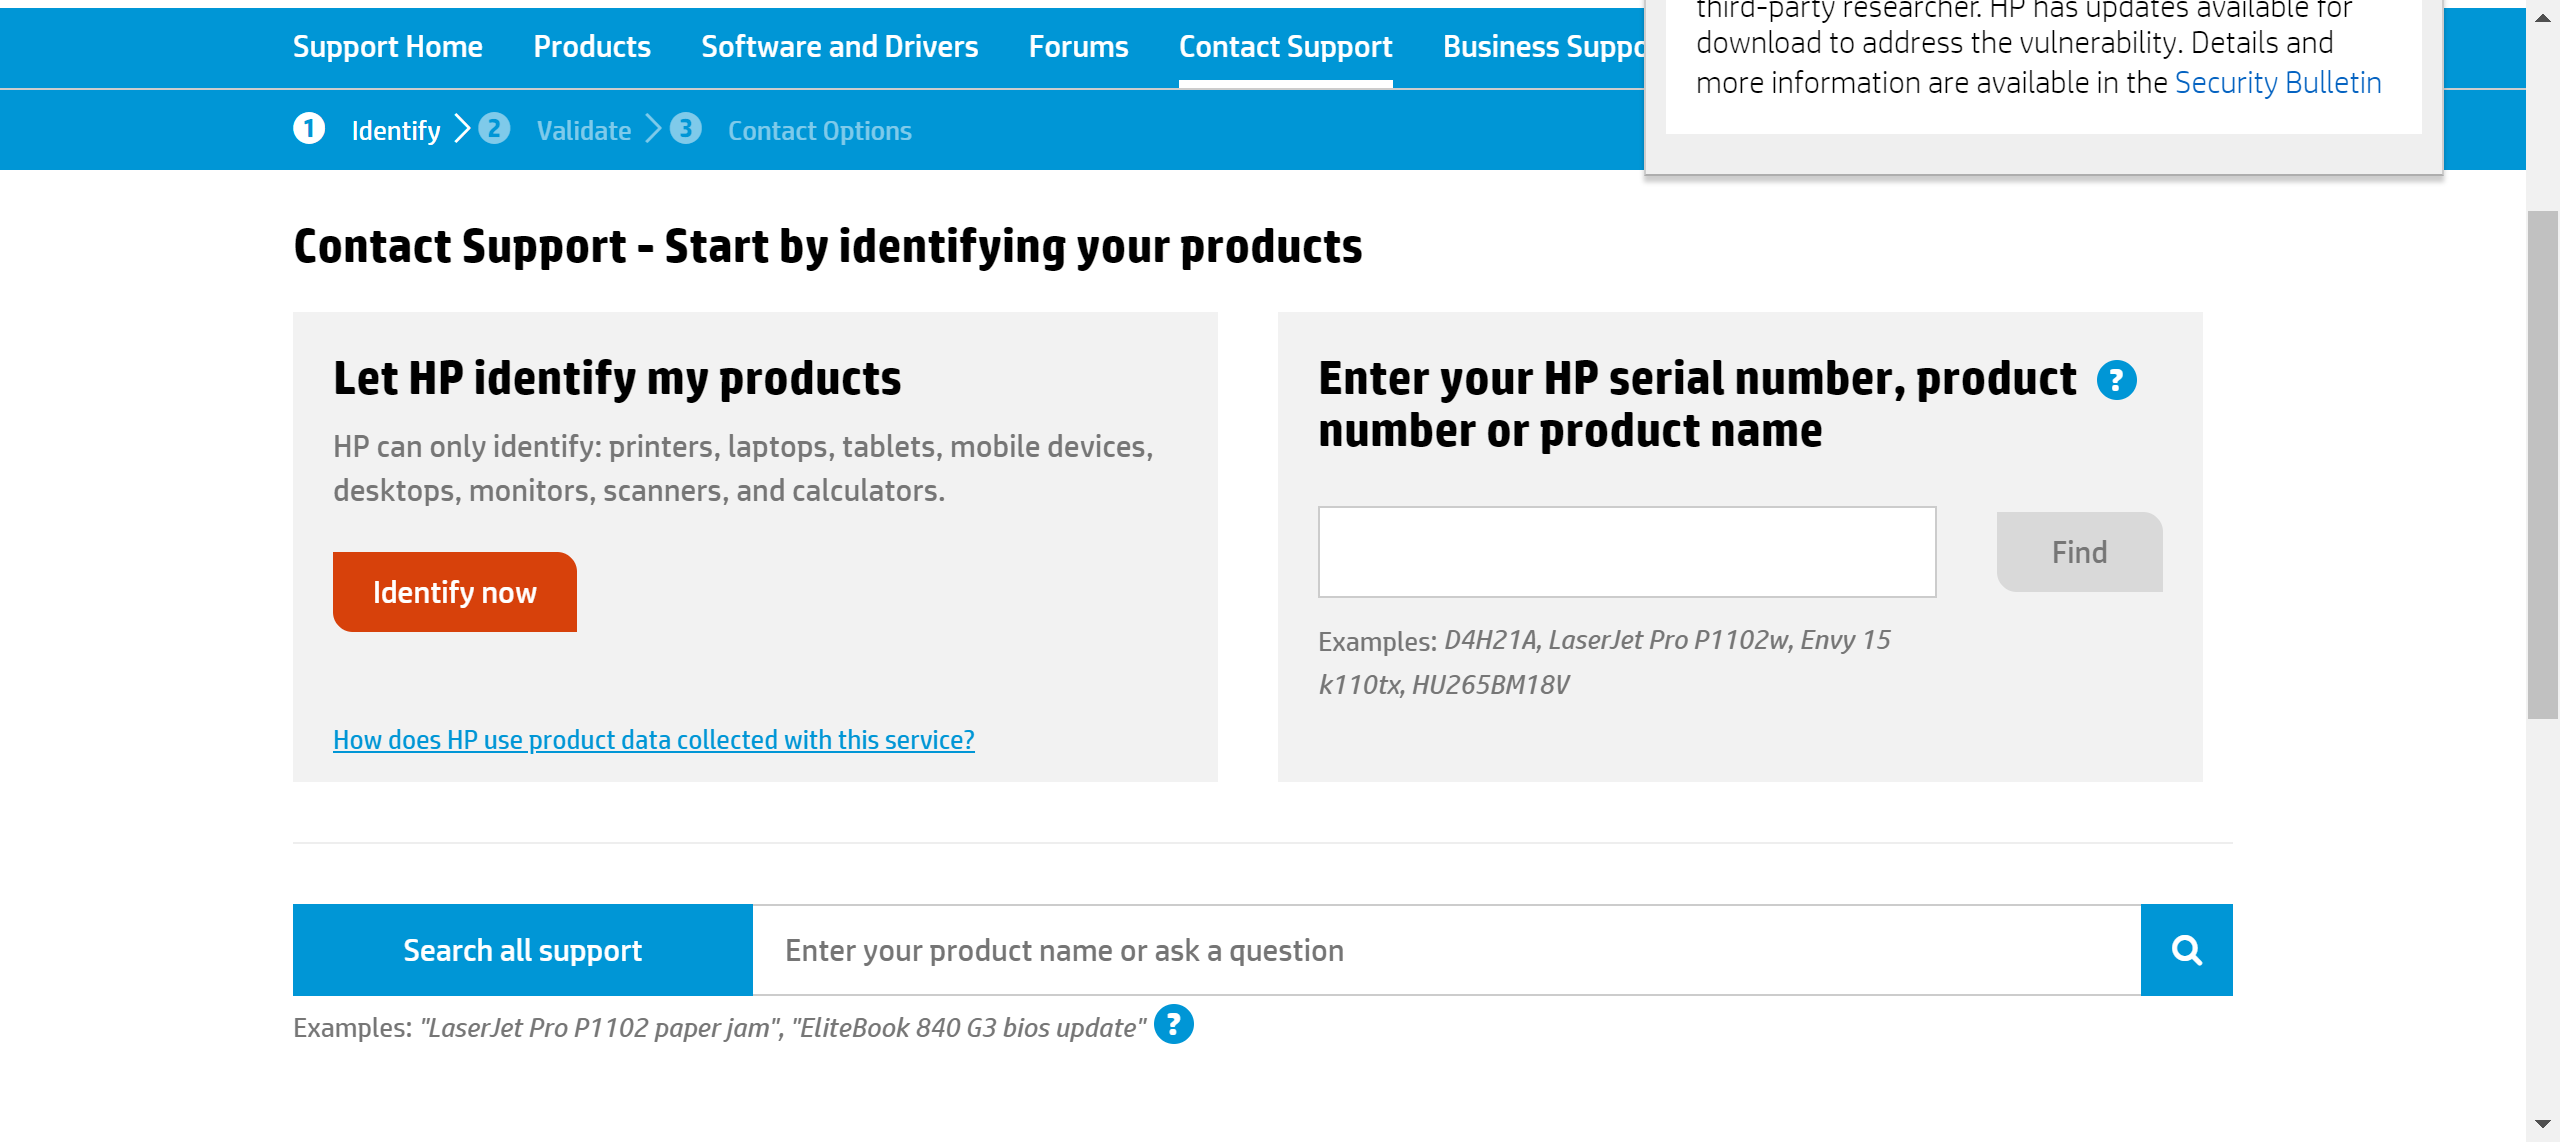 third-party researcher. HP has updates available for
download to address the vulnerability. Details and
more information are available in the Security Bulletin
Support Home Products Software and Drivers Forums Contact Support Business
1 Identify 2 Validate 3 Contact Options
Contact Support - Start by identifying your products
Let HP identify my products
HP can only identify: printers, laptops, tablets, mobile devices,
desktops, monitors, scanners, and calculators.
Identify now
How does HP use product data collected with this service?
Enter your HP serial number, product ?
number or product name
Find
Examples: D4H21A, LaserJet Pro P1102w, Envy 15
k110tx, HU265BM18V
Search all support Enter your product name or ask a question
Examples: "LaserJet Pro P1102 paper jam", "EliteBook 840 G3 bios update" ?